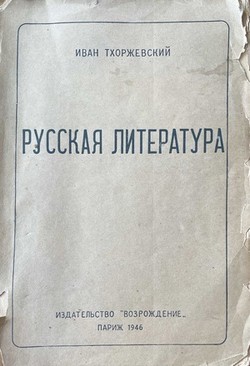 ИВАН ТХОРЖЕВСКИЙ
РУССКАЯ ЛИТЕРАТУРА
ИЗДАТЕЛЬСТВО "ВОЗРОЖДЕНИЕ„
ПАРИЖ 1946